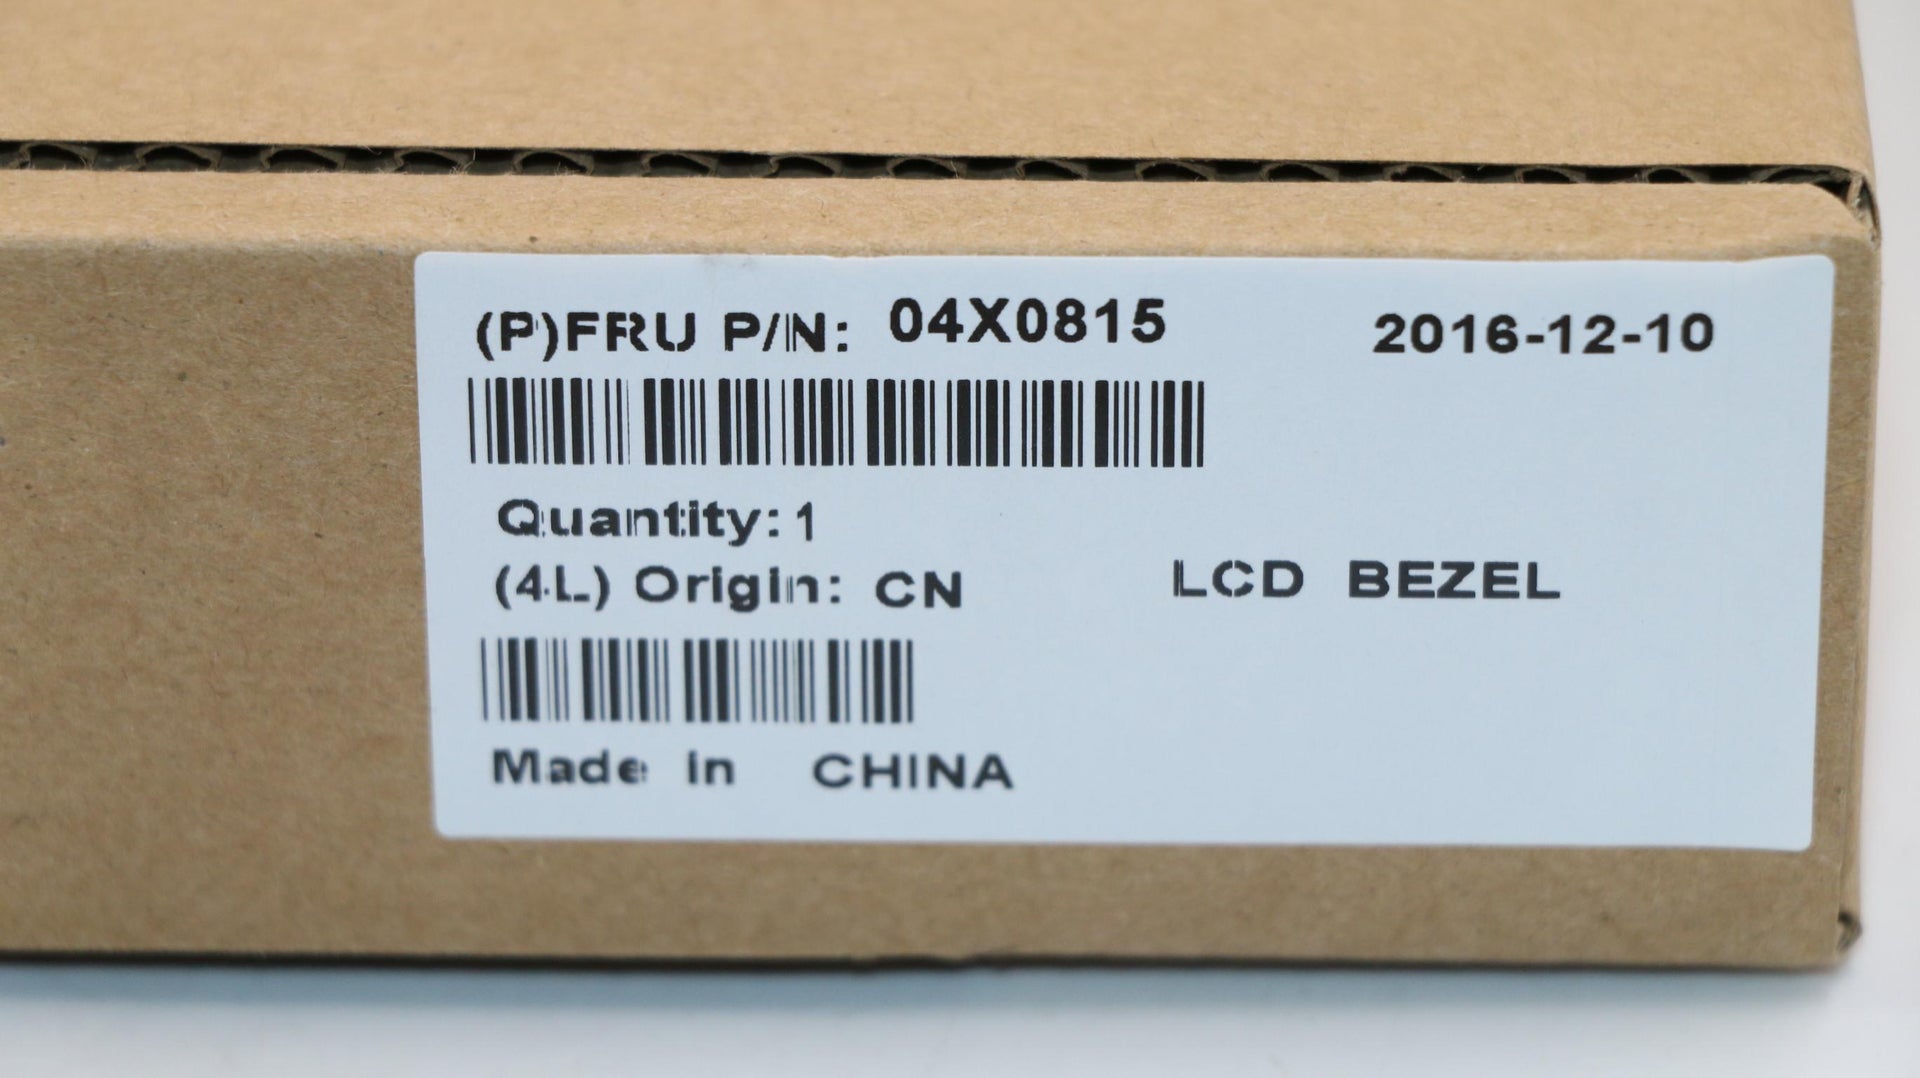 (P)FRU P/N: 04X0815 2016-12-10
Quantity: 1
(4L) Origin: CN LCD BEZEL
Made in CHINA